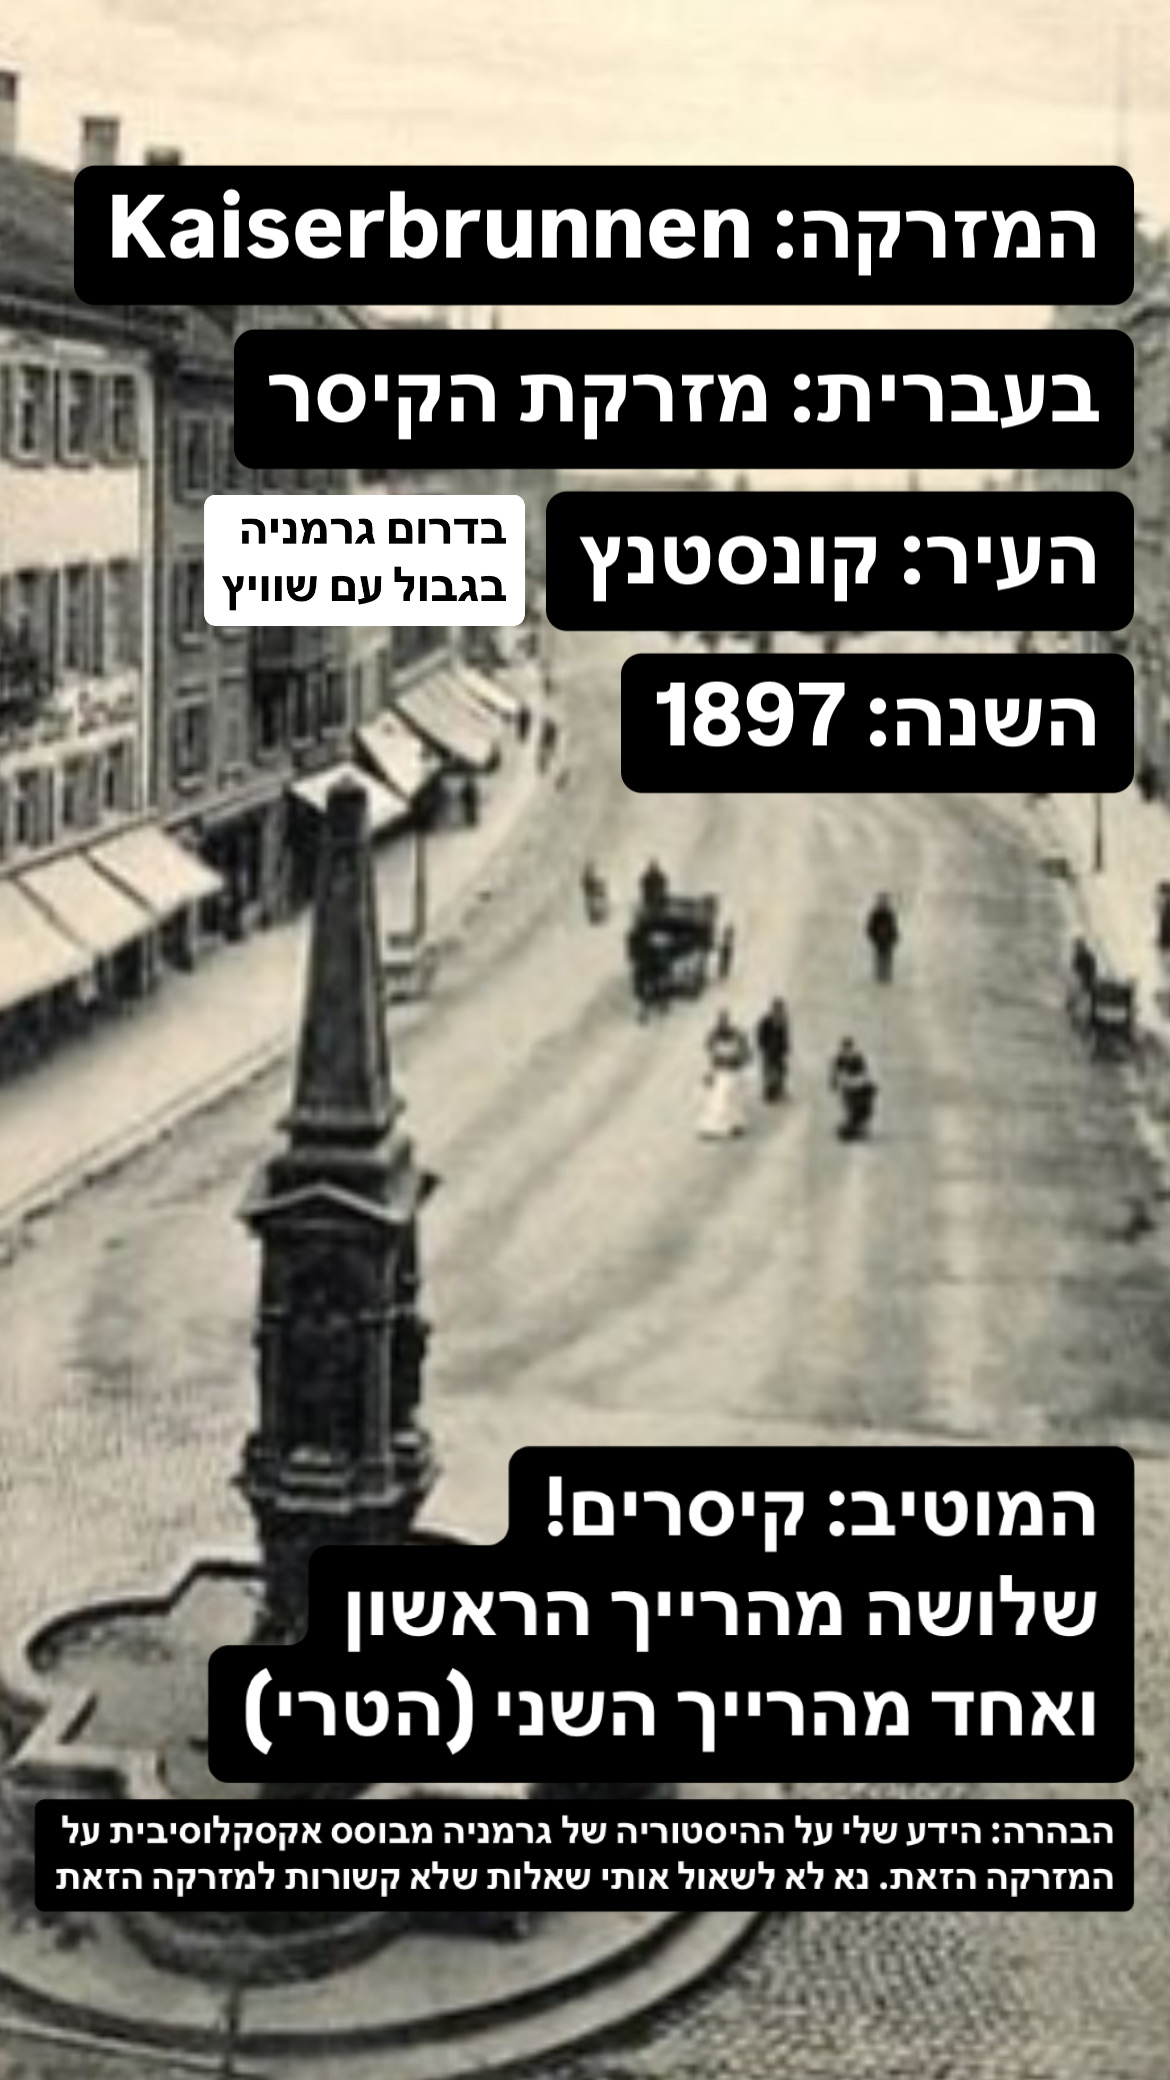 המזרקה: Kaiserbrunnen
בעברית: מזרקת הקיסר
העיר: קונסטנץ
בדרום גרמניה
בגבול עם שוויץ
השנה: 1897
המוטיב: קיסרים!
שלושה מהרייך הראשון
ואחד מהרייך השני (הטרי)
הבהרה: הידע שלי על ההיסטוריה של גרמניה מבוסס אקסקלוסיבית על
המזרקה הזאת. נא לא לשאול אותי שאלות שלא קשורות למזרקה הזאת